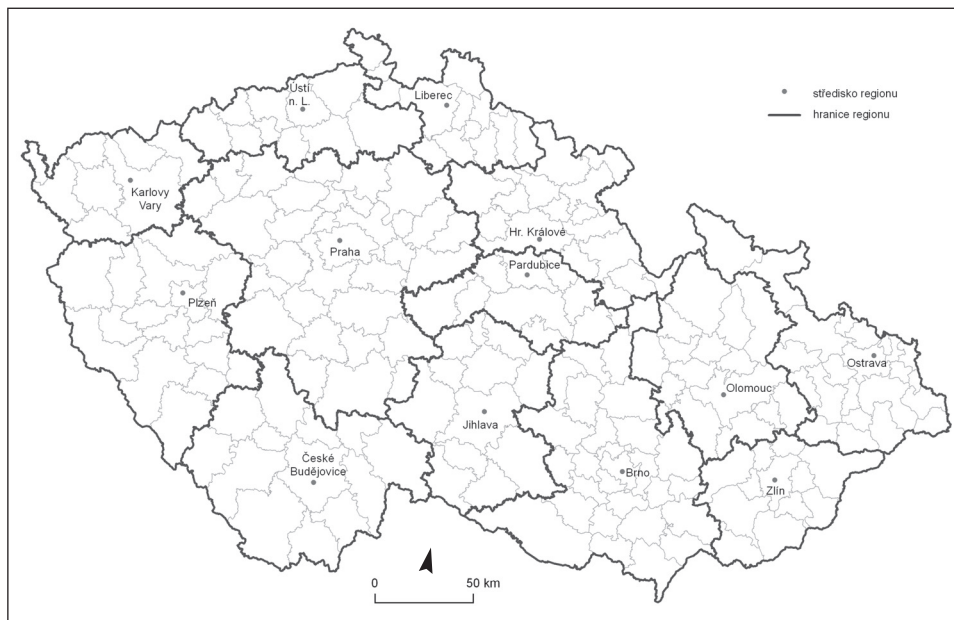 Ústí
n. L.
Liberec
středisko regionu
hranice regionu
Karlovy
Vary
Praha
Hr. Králové
Pardubice
Plzeň
Ostrava
Olomouc
Jihlava
České
Budějovice
Brno
Zlín
0 50 km